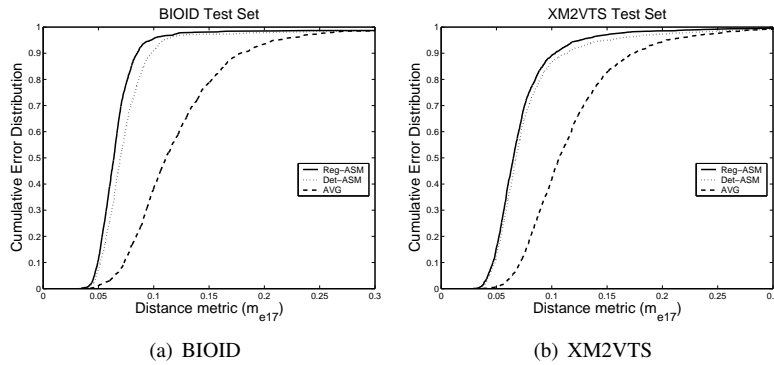 BIOID Test Set
1
0.9
0.8
0.7
0.6
0.5
0.4
0.3
0.2
0.1
0
Cumulative Error Distribution
Reg−ASM
Det−ASM
AVG
0 0.05 0.1 0.15 0.2 0.25 0.3
Distance metric (m_e17)
(a) BIOID
XM2VTS Test Set
1
0.9
0.8
0.7
0.6
0.5
0.4
0.3
0.2
0.1
0
Cumulative Error Distribution
Reg−ASM
Det−ASM
AVG
0 0.05 0.1 0.15 0.2 0.25 0.
Distance metric (m_e17)
(b) XM2VTS